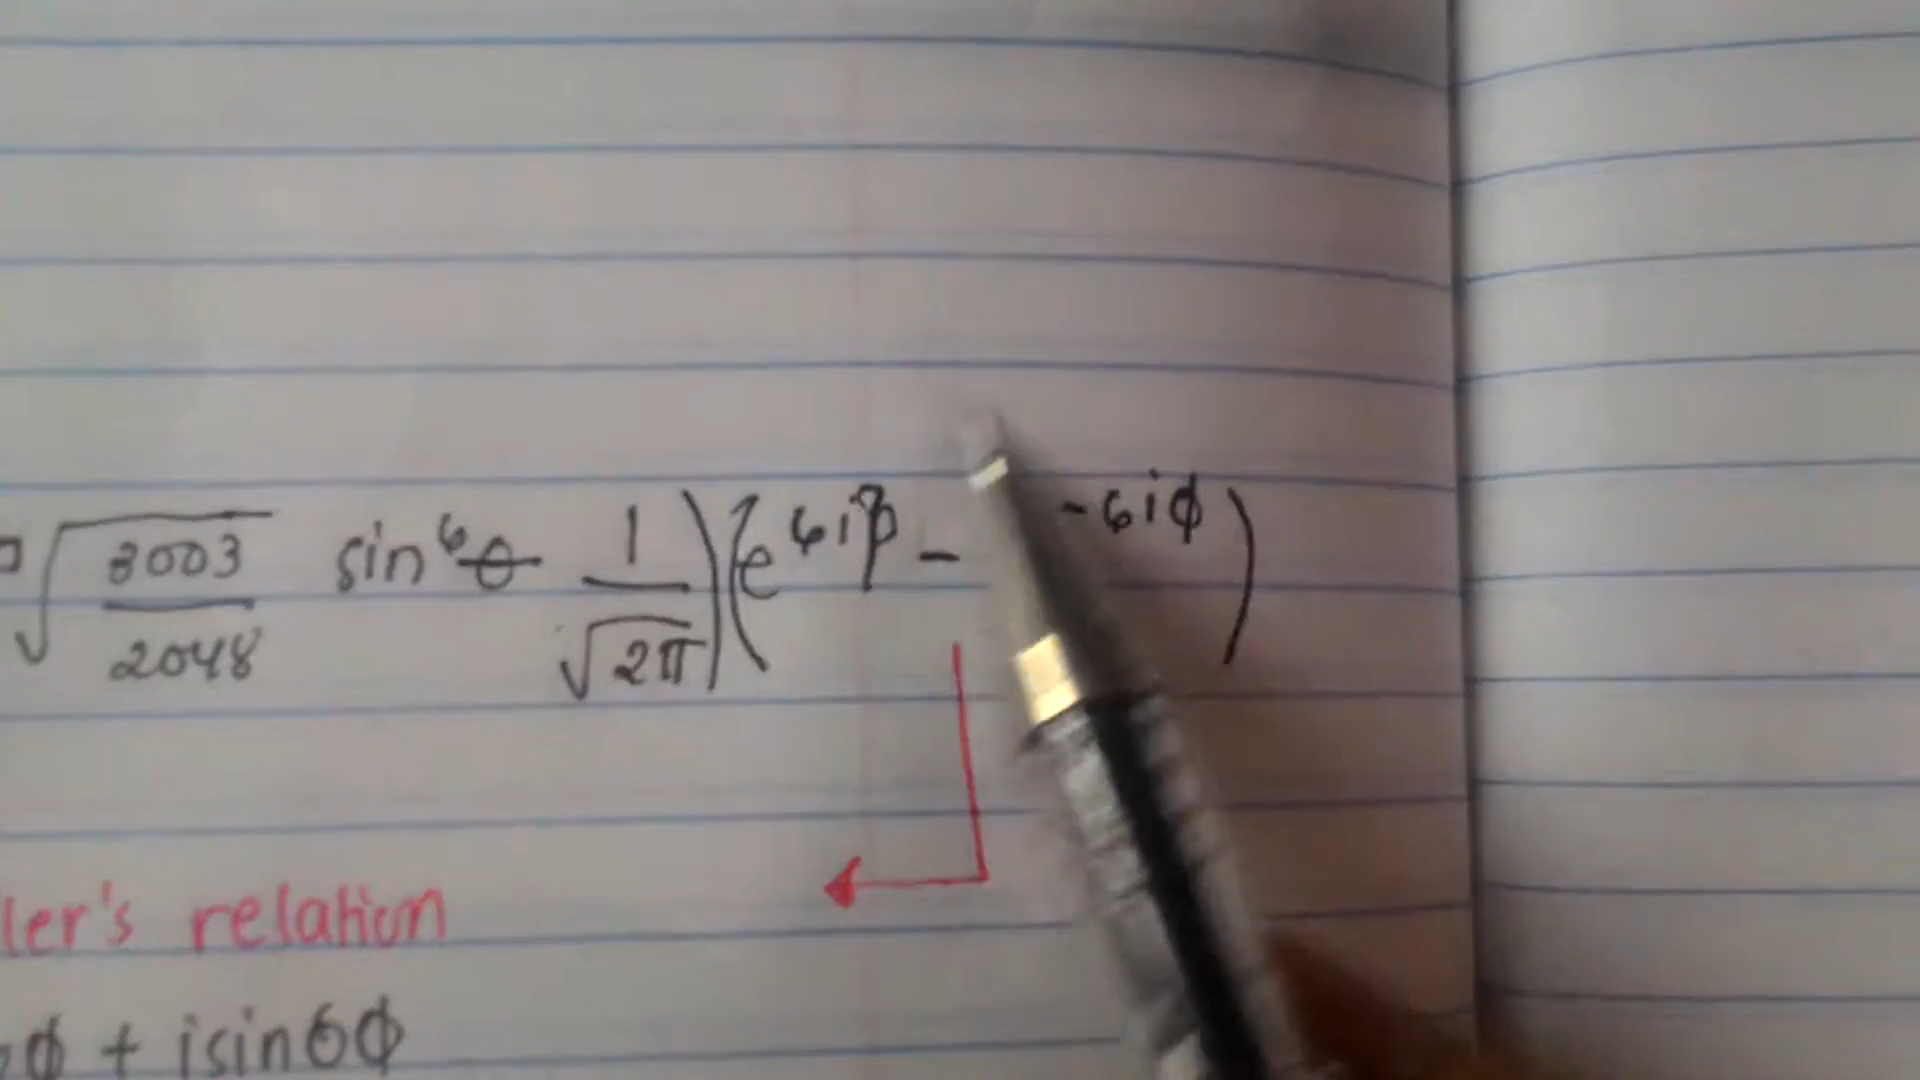 √(3003/2048) sin⁶θ 1/√2π)(e^6iφ - ^-6iφ)
ler's relation
φ + isin6φ